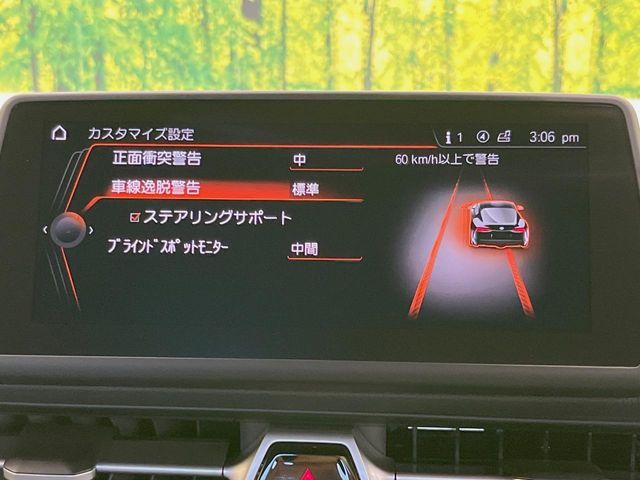 カスタマイズ設定
1 3:06 pm
正面衝突警告 中
60 km/h以上で警告
車線逸脱警告 標準
ステアリングサポート
ﾌﾞﾗｲﾝﾄﾞｽﾎﾟｯﾄﾓﾆﾀｰ 中間